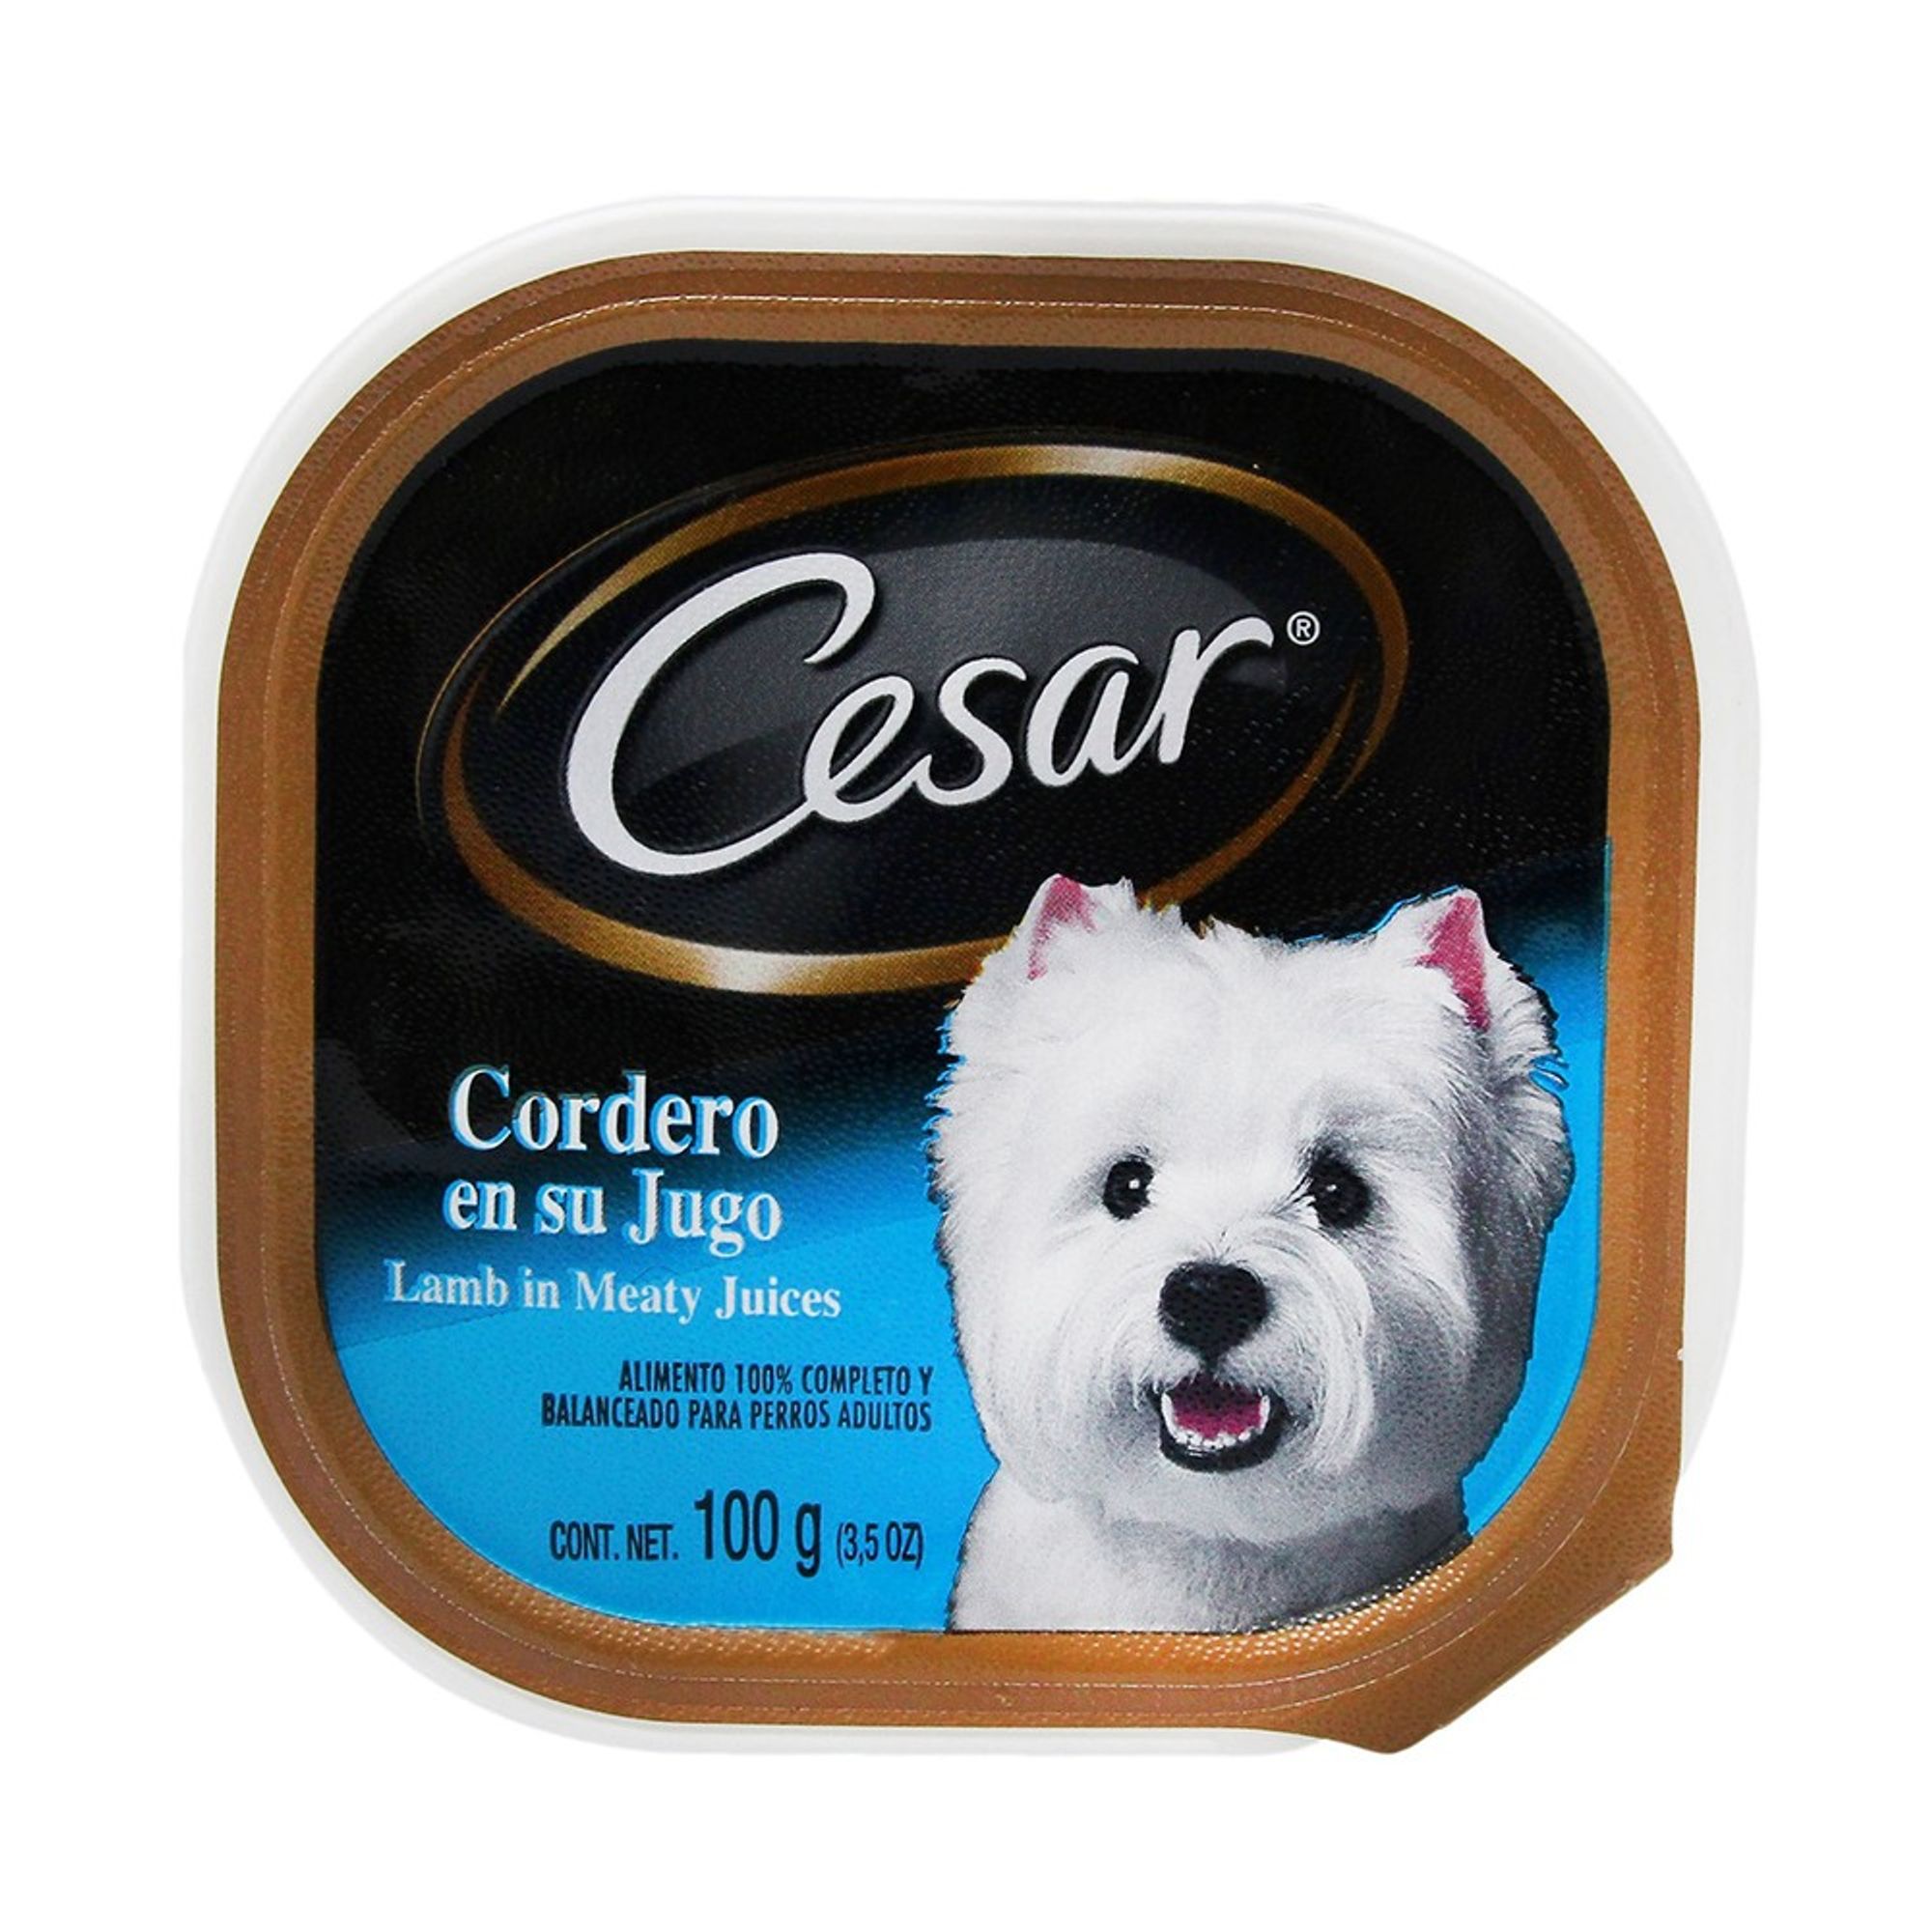 Cesar®
Cordero
en su Jugo
Lamb in Meaty Juices
ALIMENTO 100% COMPLETO Y
BALANCEADO PARA PERROS ADULTOS
CONT. NET. 100 g (3,5 OZ)